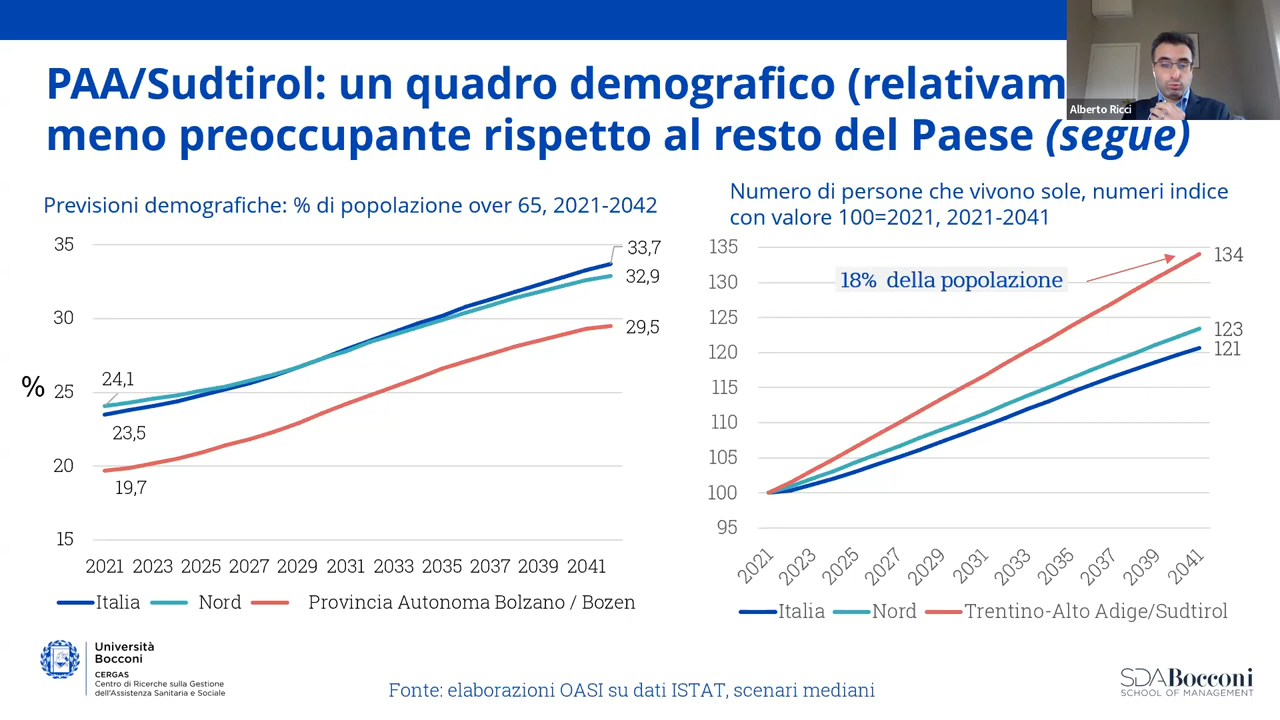 PAA/Sudtirol: un quadro demografico (relativam
meno preoccupante rispetto al resto del Paese (segue)
Alberto Ricci
Previsioni demografiche: % di popolazione over 65, 2021-2042
35
30
%
25
20
15
24,1
23,5
19,7
33,7
32,9
29,5
2021 2023 2025 2027 2029 2031 2033 2035 2037 2039 2041
Italia Nord Provincia Autonoma Bolzano / Bozen
Numero di persone che vivono sole, numeri indice
con valore 100=2021, 2021-2041
135
130
125
120
115
110
105
100
95
18% della popolazione
134
123
121
2021 2023 2025 2027 2029 2031 2033 2035 2037 2039 2041
Italia Nord Trentino-Alto Adige/Sudtirol
Università
Bocconi
CERGAS
Centro di Ricerche sulla Gestione
dell'Assistenza Sanitaria e Sociale
Fonte: elaborazioni OASI su dati ISTAT, scenari mediani
SDA Bocconi
SCHOOL OF MANAGEMENT